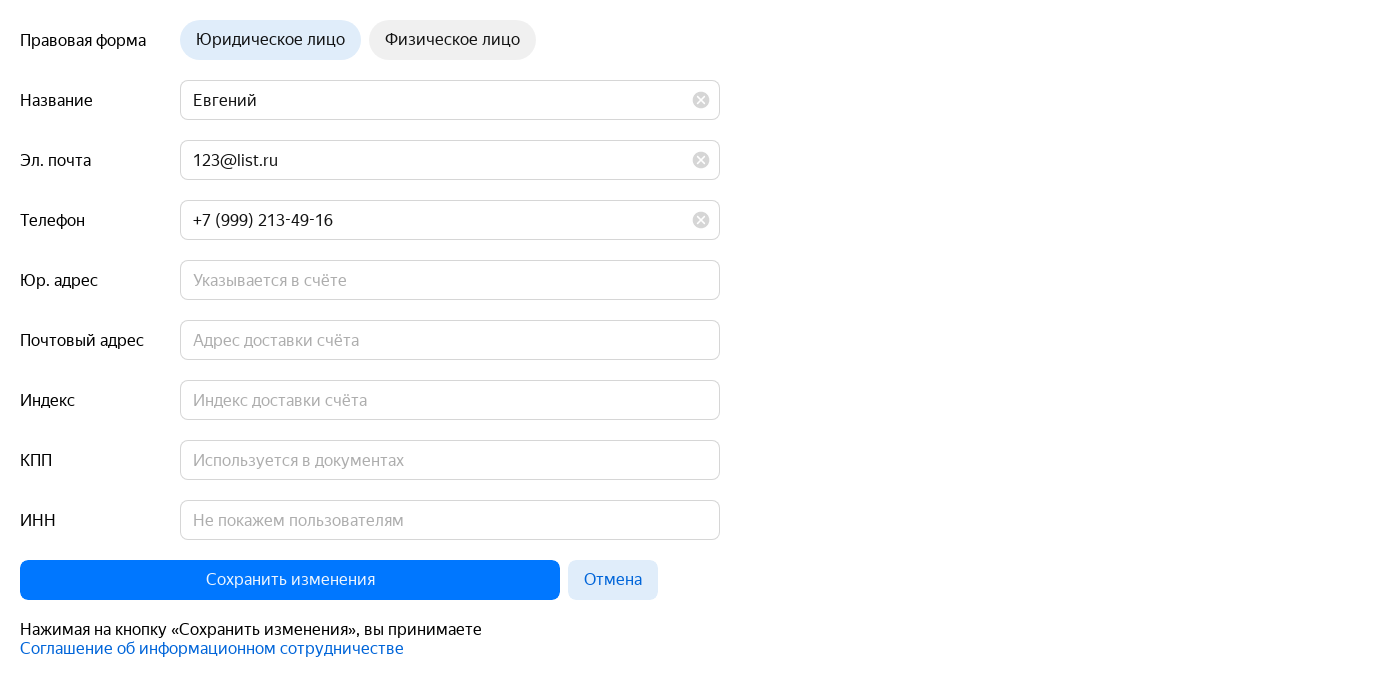 Правовая форма Юридическое лицо Физическое лицо
Название Евгений
Эл. почта 123@list.ru
Телефон +7 (999) 213-49-16
Юр. адрес Указывается в счёте
Почтовый адрес Адрес доставки счёта
Индекс Индекс доставки счёта
КПП Используется в документах
ИНН Не покажем пользователям
Сохранить изменения Отмена
Нажимая на кнопку «Сохранить изменения», вы принимаете
Соглашение об информационном сотрудничестве